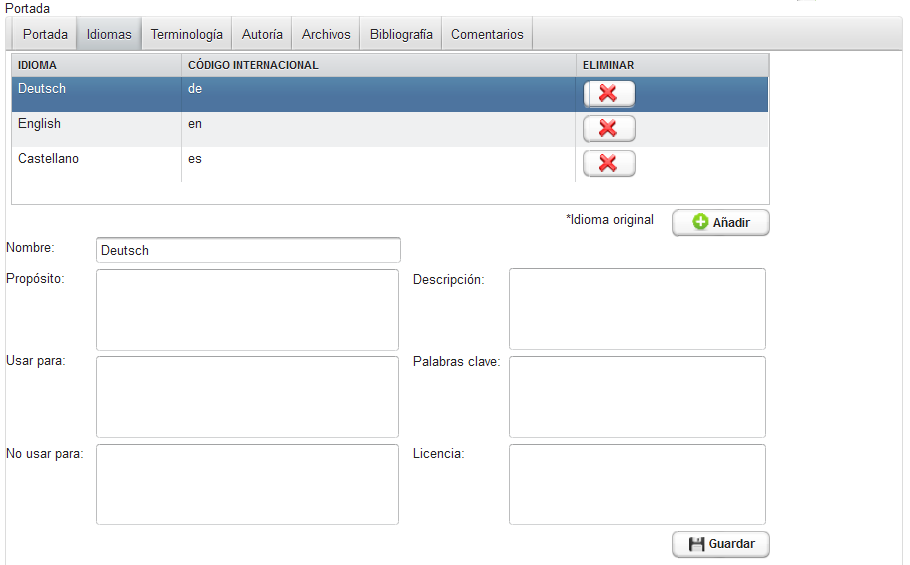 Portada
Portada Idiomas Terminología Autoría Archivos Bibliografía Comentarios
IDIOMA CÓDIGO INTERNACIONAL ELIMINAR
Deutsch de
English en
Castellano es
*Idioma original Añadir
Nombre: Deutsch
Propósito: Descripción:
Usar para: Palabras clave:
No usar para: Licencia:
Guardar